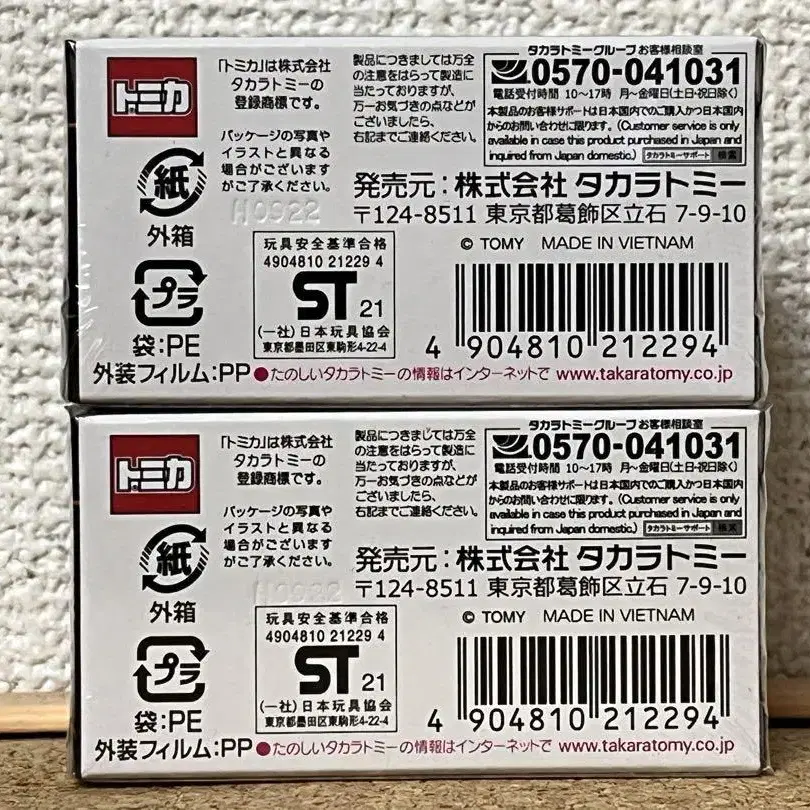 トミカ
「トミカ」は株式会社
タカラトミーの
登録商標です。
パッケージの写真や
イラストと異なる
場合がございます
がご了承ください。
製品につきましては万全
の注意をはらって製造に
当たっておりますが、
万一お気づきの点などが
ございましたら、
右記までご連絡ください。
タカラトミーグループ お客様相談室
0570-041031
電話受付時間 10〜17時 月〜金曜日(土・日・祝日除く)
本製品のお客様サポートは日本国内でのご購入かつ日本国内
からのお問い合わせに限ります。(Customer service is only
available in case this product purchased in Japan and
inquired from Japan domestic.) タカラトミーサポート 検索
発売元:株式会社 タカラトミー
〒124-8511 東京都葛飾区立石 7-9-10
H0922
紙
外箱
© TOMY MADE IN VIETNAM
玩具安全基準合格
4904810 21229 4
ST 21
(一社)日本玩具協会
東京都墨田区東駒形4-22-4
プラ
袋:PE
外装フィルム:PP
4 904810 212294
●たのしいタカラトミーの情報はインターネットで www.takaratomy.co.jp
トミカ
「トミカ」は株式会社
タカラトミーの
登録商標です。
パッケージの写真や
イラストと異なる
場合がございます
がご了承ください。
製品につきましては万全
の注意をはらって製造に
当たっておりますが、
万一お気づきの点などが
ございましたら、
右記までご連絡ください。
タカラトミーグループ お客様相談室
0570-041031
電話受付時間 10〜17時 月〜金曜日(土・日・祝日除く)
本製品のお客様サポートは日本国内でのご購入かつ日本国内
からのお問い合わせに限ります。(Customer service is only
available in case this product purchased in Japan and
inquired from Japan domestic.) タカラトミーサポート 検索
発売元:株式会社 タカラトミー
〒124-8511 東京都葛飾区立石 7-9-10
紙
外箱
© TOMY MADE IN VIETNAM
玩具安全基準合格
4904810 21229 4
ST 21
(一社)日本玩具協会
東京都墨田区東駒形4-22-4
プラ
袋:PE
外装フィルム:PP
4 904810 212294
●たのしいタカラトミーの情報はインターネットで www.takaratomy.co.jp